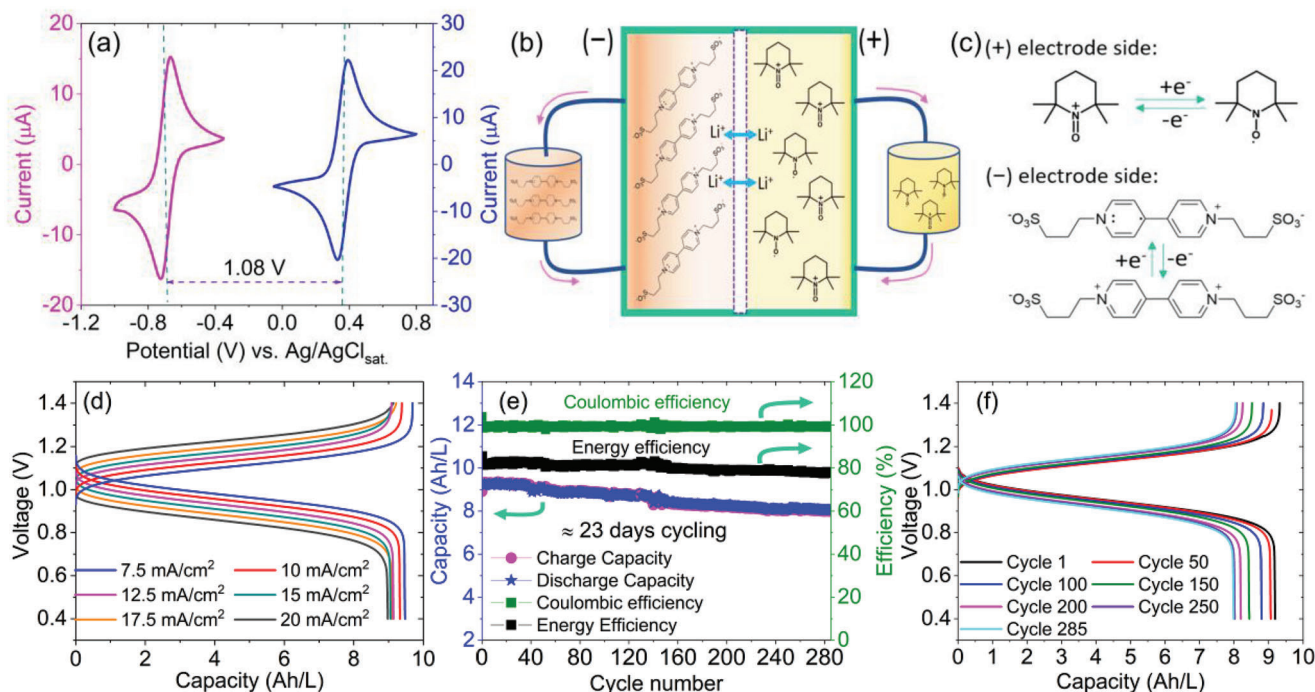 (a)
20
10
0
-10
-20
Current (µA)
30
20
10
0
-10
-20
-30
Current (µA)
1.08 V
-1.2 -0.8 -0.4 0.0 0.4 0.8
Potential (V) vs. Ag/AgCl sat.
(b)
(−) (+)
SO₃⁻
Li⁺ Li⁺
Li⁺ Li⁺
(c)
(+) electrode side:
+e⁻
-e⁻
N
O
N
O
(−) electrode side:
⁻O₃S N N⁺ SO₃⁻
+e⁻ -e⁻
⁻O₃S N⁺ N⁺ SO₃⁻
(d)
1.4
1.2
1.0
0.8
0.6
0.4
Voltage (V)
7.5 mA/cm² 10 mA/cm²
12.5 mA/cm² 15 mA/cm²
17.5 mA/cm² 20 mA/cm²
0 2 4 6 8 10
Capacity (Ah/L)
(e)
14
12
10
8
6
4
2
Capacity (Ah/L)
120
100
80
60
40
20
0
Efficiency (%)
Coulombic efficiency
Energy efficiency
≈ 23 days cycling
Charge Capacity
Discharge Capacity
Coulombic efficiency
Energy Efficiency
0 40 80 120 160 200 240 280
Cycle number
(f)
1.4
1.2
1.0
0.8
0.6
0.4
Voltage (V)
Cycle 1 Cycle 50
Cycle 100 Cycle 150
Cycle 200 Cycle 250
Cycle 285
0 1 2 3 4 5 6 7 8 9 10
Capacity (Ah/L)